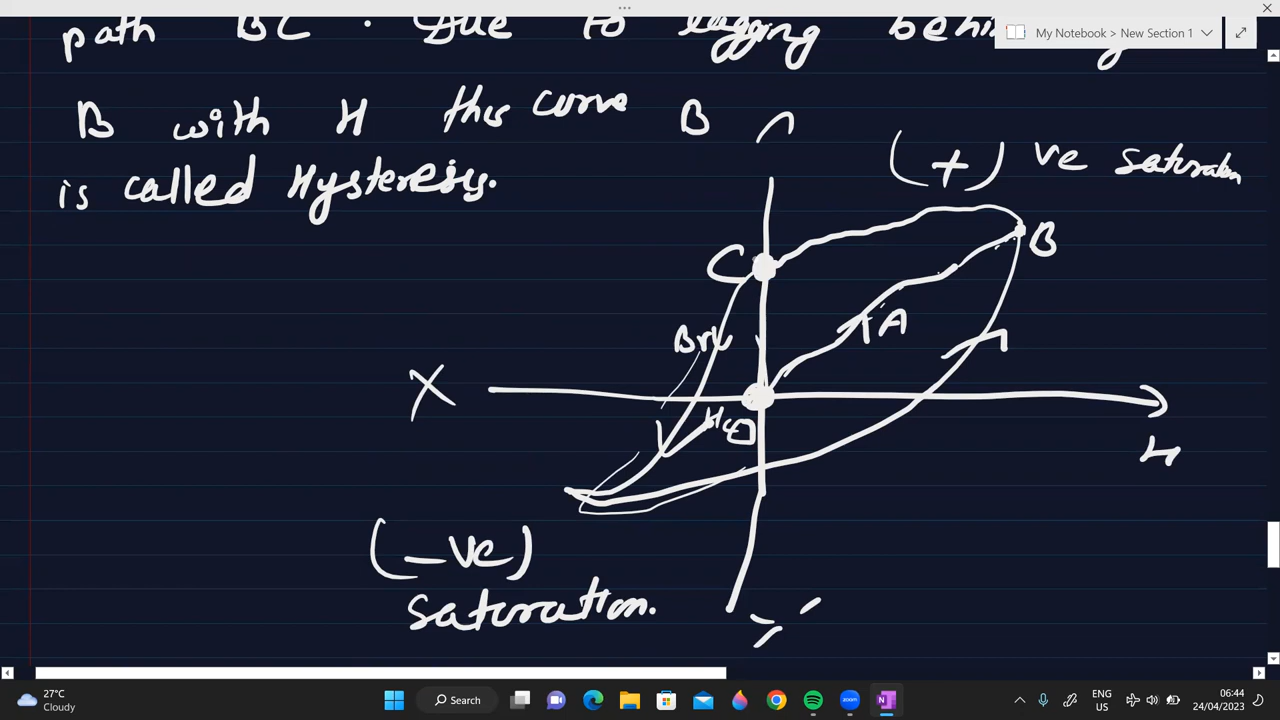 My Notebook > New Section 1
path BC . Due to lagging
B with H this curve
is called Hysteresis.
B
(+) ve saturation
C
B
A
X
H
(-ve)
saturation.
27°C
Cloudy
Search
zoom
ENG
US
06:44
24/04/2023